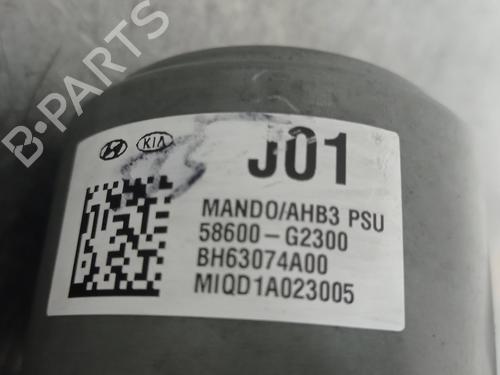 B-PARTS
KIA
J01
MANDO/AHB3 PSU
58600-G2300
BH63074A00
MIQD1A023005